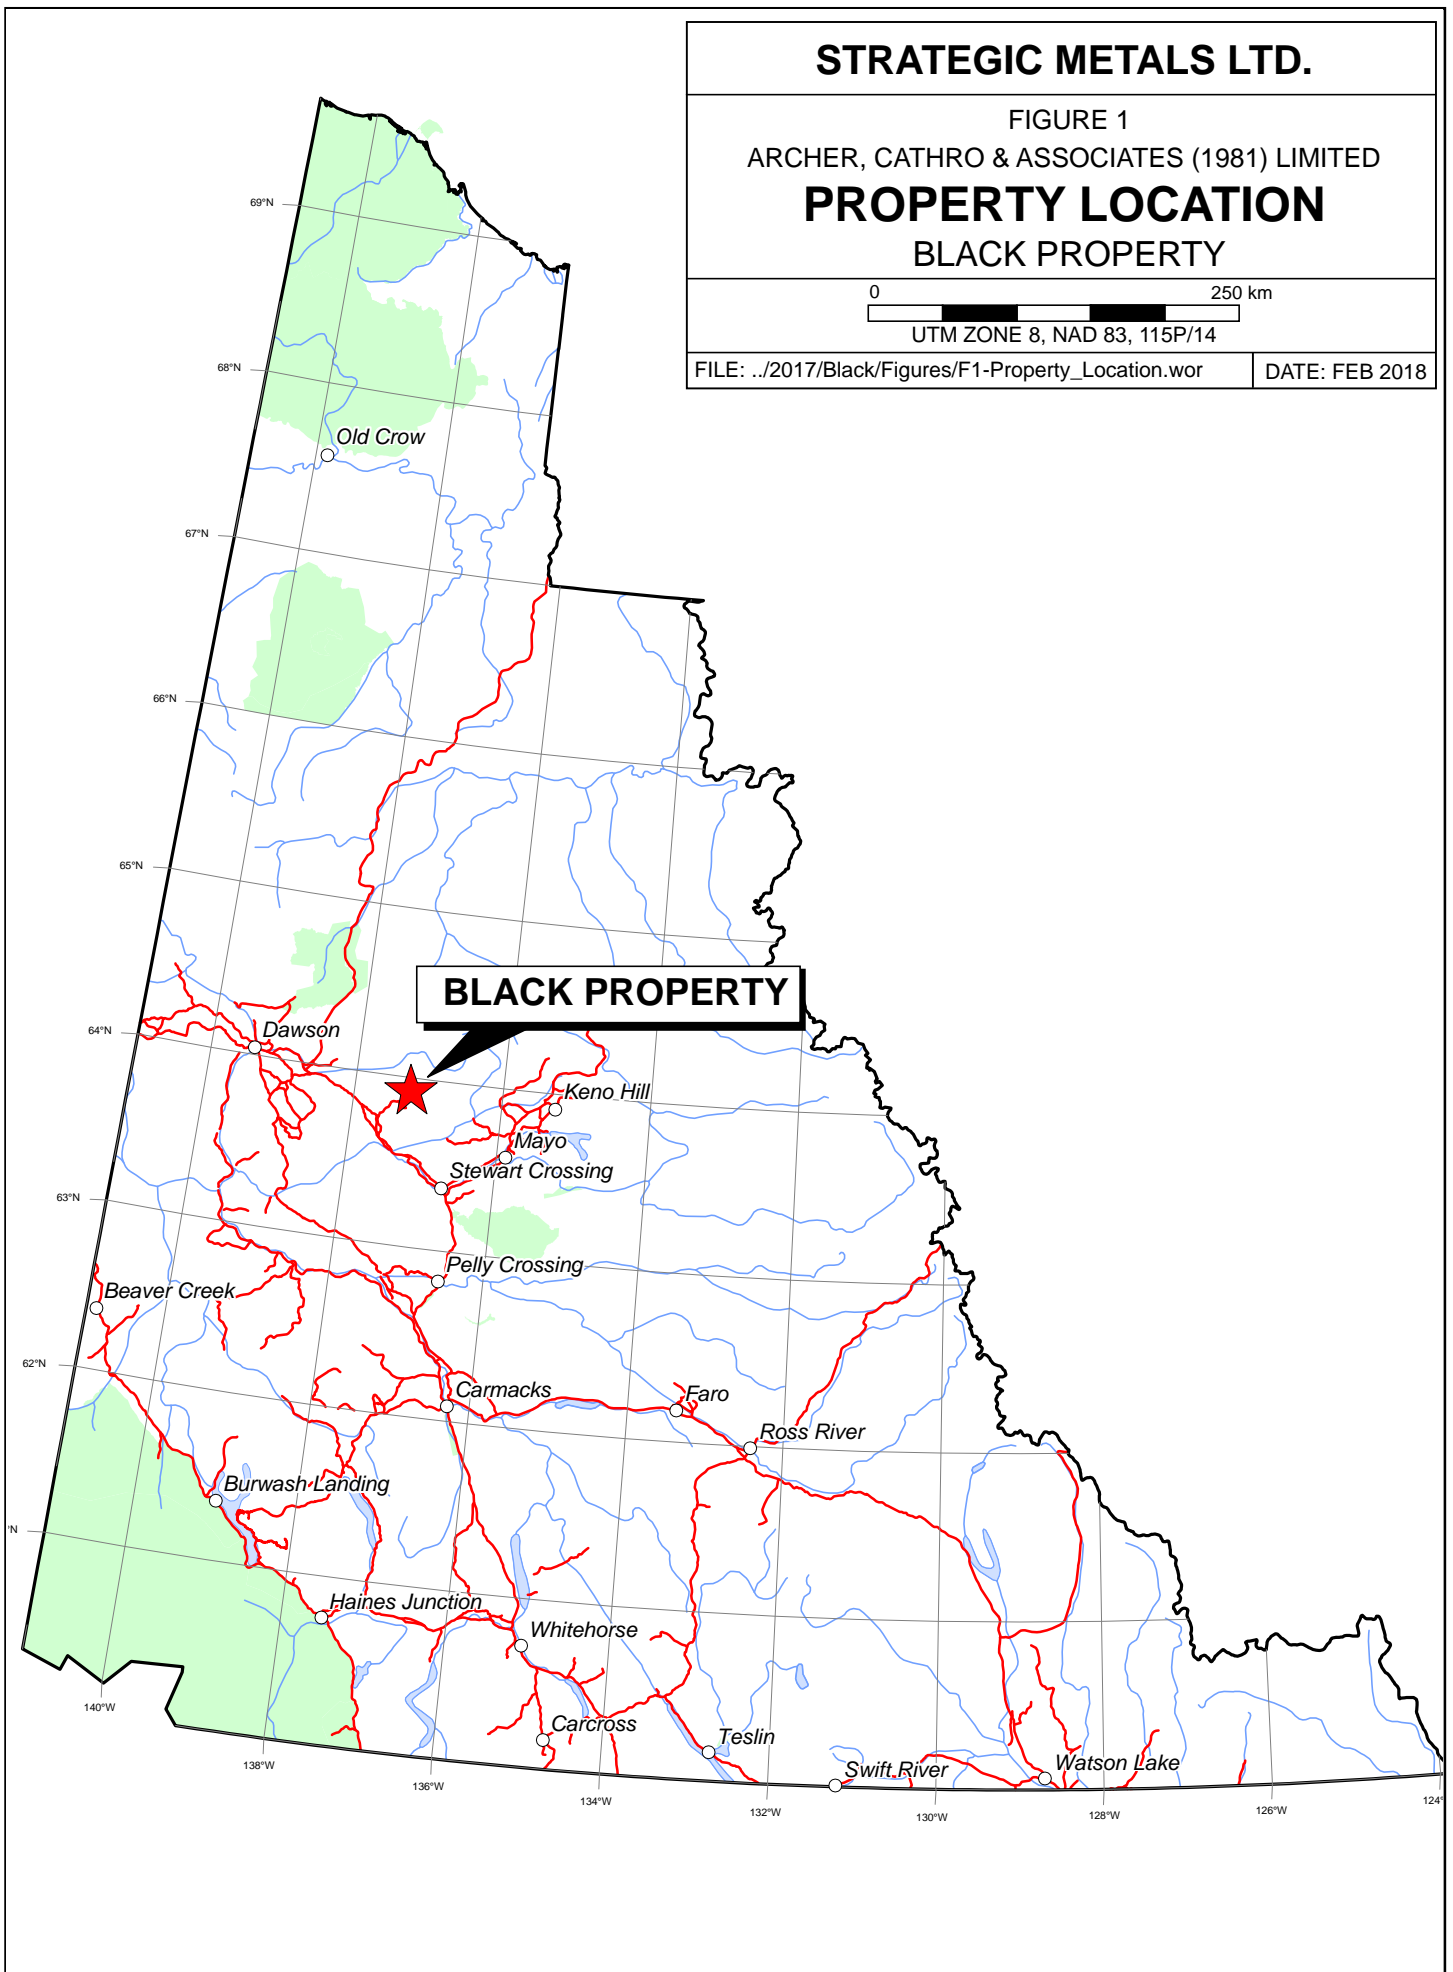 STRATEGIC METALS LTD.
FIGURE 1
ARCHER, CATHRO & ASSOCIATES (1981) LIMITED
PROPERTY LOCATION
BLACK PROPERTY
0 250 km
UTM ZONE 8, NAD 83, 115P/14
FILE: ../2017/Black/Figures/F1-Property_Location.wor DATE: FEB 2018
69°N
68°N
Old Crow
67°N
66°N
65°N
BLACK PROPERTY
64°N
Dawson
Keno Hill
Mayo
Stewart Crossing
63°N
Pelly Crossing
Beaver Creek
62°N
Carmacks
Faro
Ross River
Burwash Landing
°N
Haines Junction
Whitehorse
140°W
Carcross
Teslin
138°W
Swift River
Watson Lake
136°W
134°W
132°W
130°W
128°W
126°W
124°